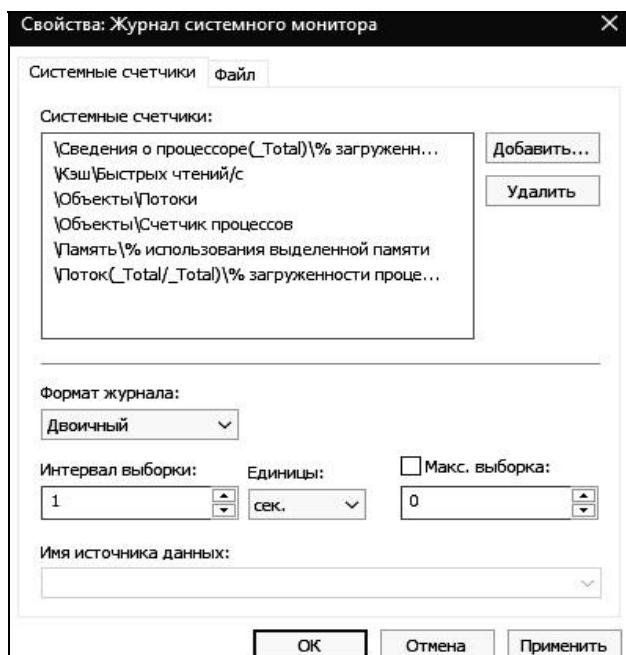 Свойства: Журнал системного монитора
Системные счетчики Файл
Системные счетчики:
\Сведения о процессоре(_Total)\% загруженн...
\Кэш\Быстрых чтений/с
\Объекты\Потоки
\Объекты\Счетчик процессов
\Память\% использования выделенной памяти
\Поток(_Total/_Total)\% загруженности проце...
Добавить...
Удалить
Формат журнала:
Двоичный
Интервал выборки: Единицы: Макс. выборка:
1 сек. 0
Имя источника данных:
ОК Отмена Применить